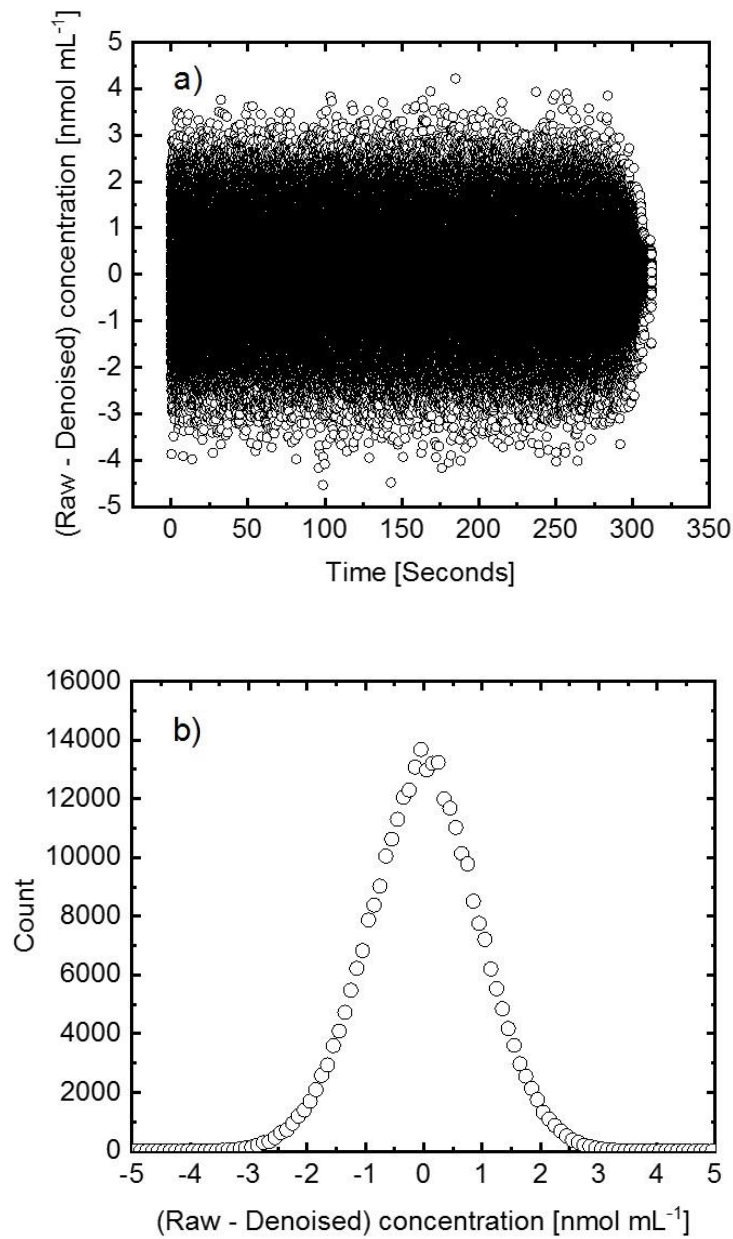 a)
(Raw - Denoised) concentration [nmol mL-1]
5
4
3
2
1
0
-1
-2
-3
-4
-5
0 50 100 150 200 250 300 350
Time [Seconds]
b)
Count
16000
14000
12000
10000
8000
6000
4000
2000
0
-5 -4 -3 -2 -1 0 1 2 3 4 5
(Raw - Denoised) concentration [nmol mL-1]